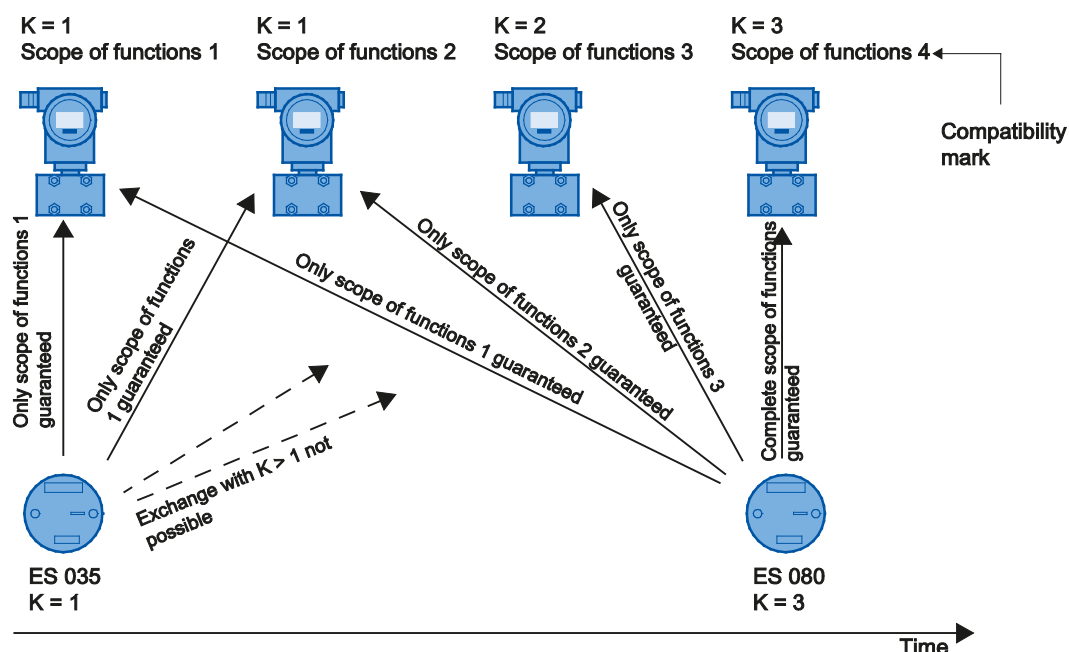 K = 1
Scope of functions 1
K = 1
Scope of functions 2
K = 2
Scope of functions 3
K = 3
Scope of functions 4
Compatibility
mark
Only scope of functions 1
guaranteed
Only scope of functions
1 guaranteed
Only scope of functions 1 guaranteed
Only scope of functions 2 guaranteed
Only scope of functions 3
guaranteed
Complete scope of functions
guaranteed
Exchange with K > 1 not
possible
ES 035
K = 1
ES 080
K = 3
Time